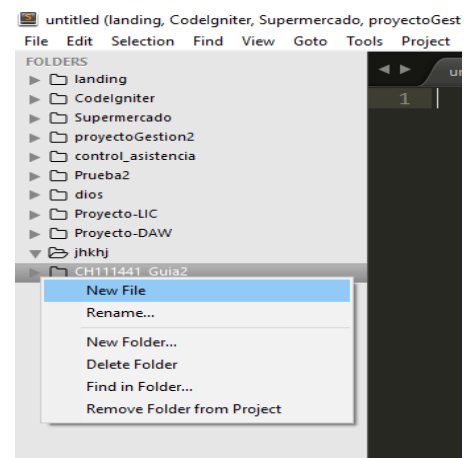 untitled (landing, CodeIgniter, Supermercado, proyectoGest
File Edit Selection Find View Goto Tools Project
FOLDERS
landing
CodeIgniter
Supermercado
proyectoGestion2
control_asistencia
Prueba2
dios
Proyecto-LIC
Proyecto-DAW
jhkhj
CH111441_Guia2
New File
Rename...
New Folder...
Delete Folder
Find in Folder...
Remove Folder from Project
un
1